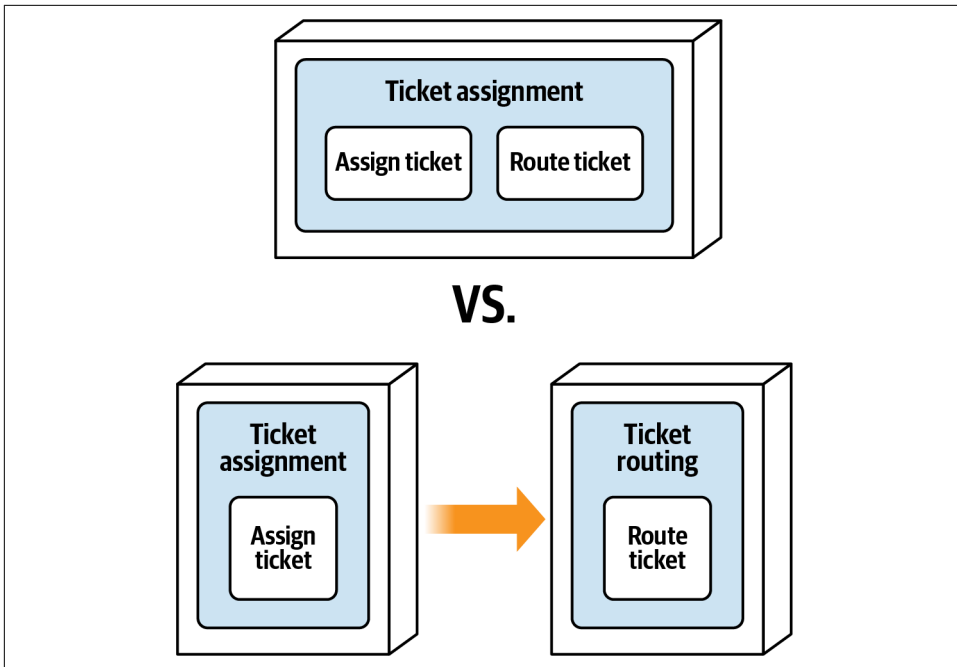 Ticket assignment
Assign ticket
Route ticket
VS.
Ticket
assignment
Assign
ticket
Ticket
routing
Route
ticket